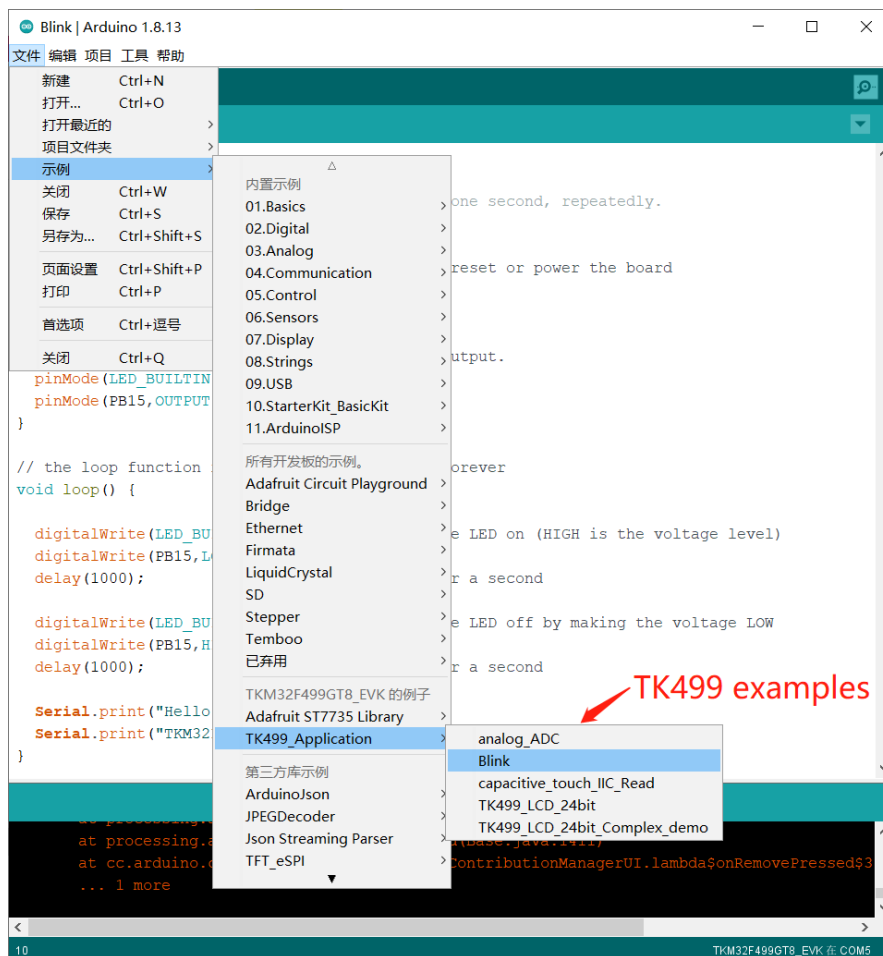 Blink | Arduino 1.8.13
文件 编辑 项目 工具 帮助
新建 Ctrl+N
打开... Ctrl+O
打开最近的
项目文件夹
示例
关闭 Ctrl+W
保存 Ctrl+S
另存为... Ctrl+Shift+S
页面设置 Ctrl+Shift+P
打印 Ctrl+P
首选项 Ctrl+逗号
关闭 Ctrl+Q
内置示例
01.Basics
02.Digital
03.Analog
04.Communication
05.Control
06.Sensors
07.Display
08.Strings
09.USB
10.StarterKit_BasicKit
11.ArduinoISP
所有开发板的示例。
Adafruit Circuit Playground
Bridge
Ethernet
Firmata
LiquidCrystal
SD
Stepper
Temboo
已弃用
TKM32F499GT8_EVK 的例子
Adafruit ST7735 Library
TK499_Application
第三方库示例
ArduinoJson
JPEGDecoder
Json Streaming Parser
TFT_eSPI
TK499 examples
analog_ADC
Blink
capacitive_touch_IIC_Read
TK499_LCD_24bit
TK499_LCD_24bit_Complex_demo
one second, repeatedly.
reset or power the board
utput.
pinMode(LED_BUILTIN
pinMode(PB15,OUTPUT
}
// the loop function orever
void loop() {
digitalWrite(LED_BU e LED on (HIGH is the voltage level)
digitalWrite(PB15,L
delay(1000); r a second
digitalWrite(LED_BU e LED off by making the voltage LOW
digitalWrite(PB15,H
delay(1000); r a second
Serial.print("Hello
Serial.print("TKM32
}
at processing.a
at cc.arduino.c ContributionManagerUI.lambda$onRemovePressed$3
... 1 more
10 TKM32F499GT8_EVK 在 COM5